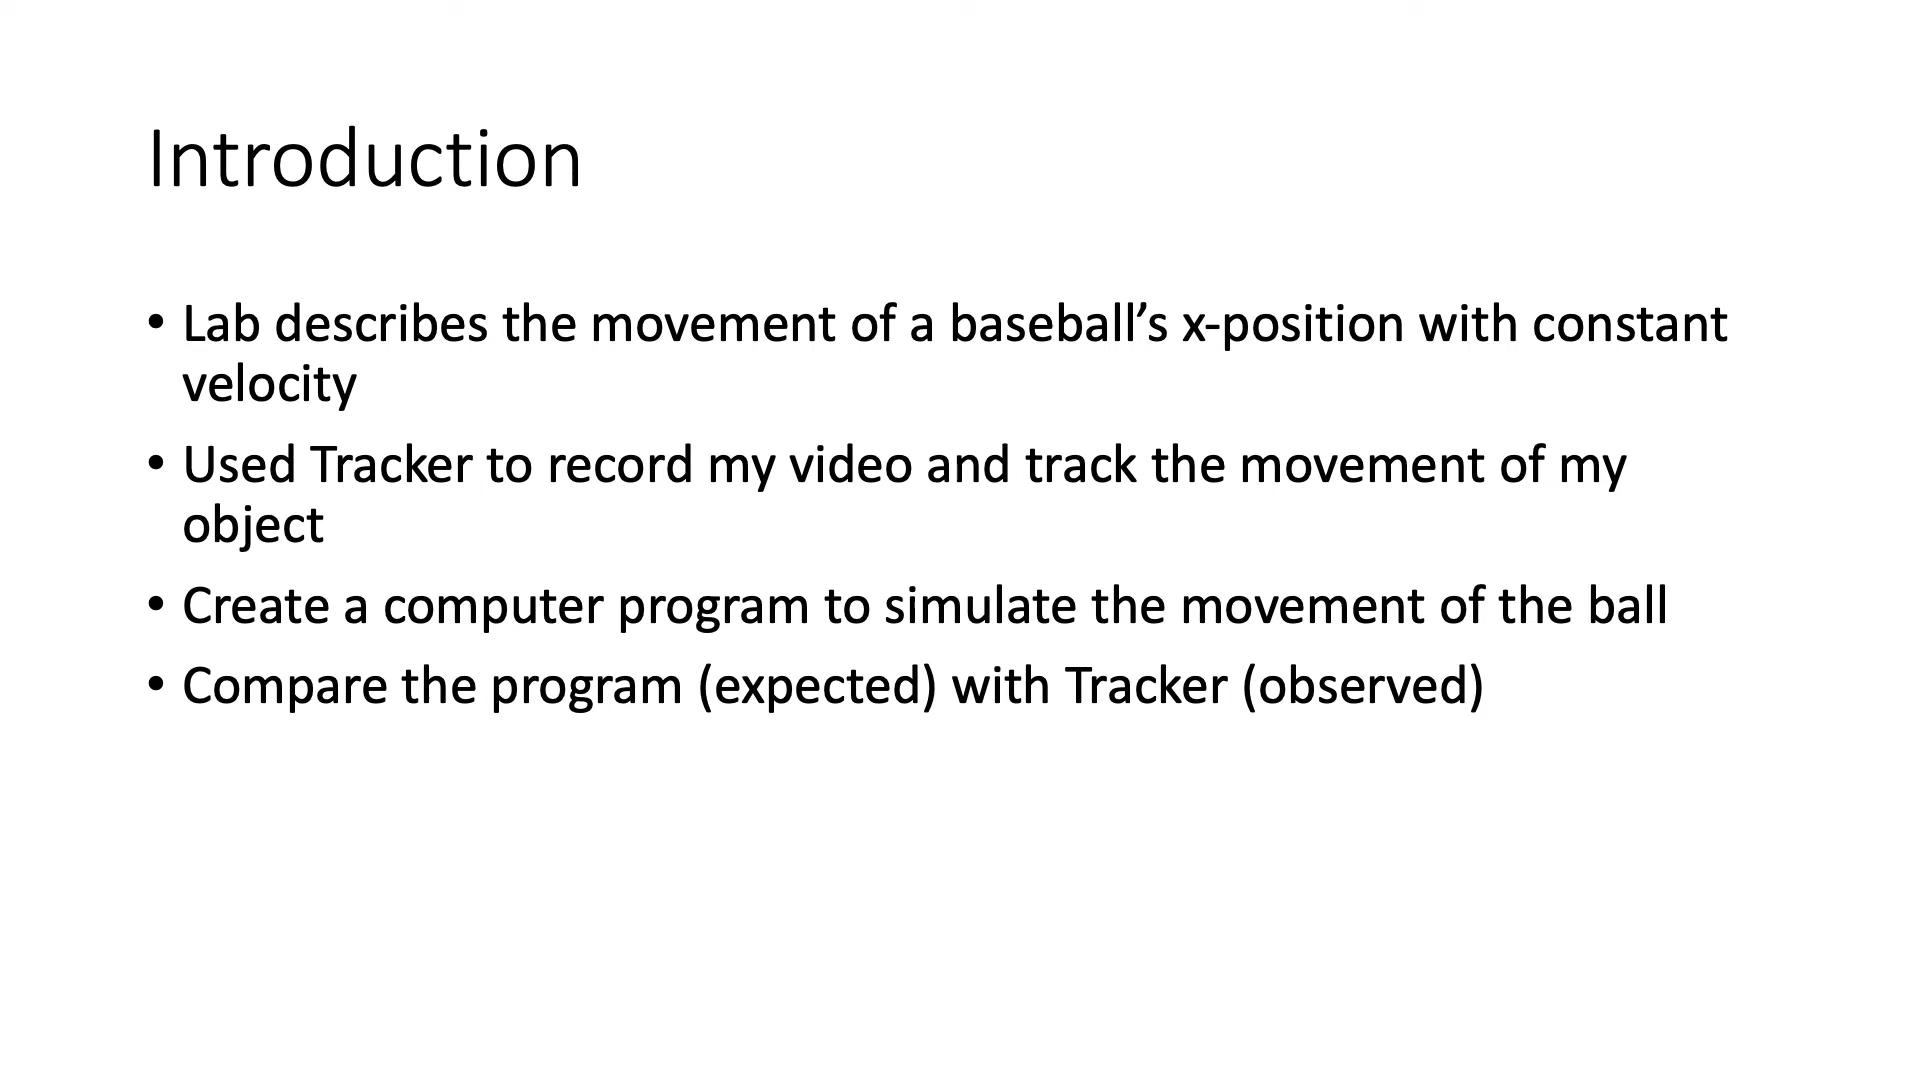 Introduction
• Lab describes the movement of a baseball’s x-position with constant
velocity
• Used Tracker to record my video and track the movement of my
object
• Create a computer program to simulate the movement of the ball
• Compare the program (expected) with Tracker (observed)